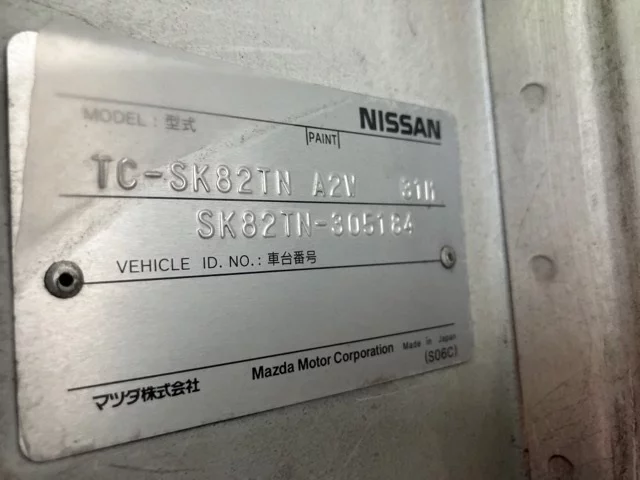 MODEL : 型式
PAINT
NISSAN
TC-SK82TN A2W
SK82TN-305184
VEHICLE ID. NO. : 車台番号
マツダ株式会社
Mazda Motor Corporation Made in Japan
(S06C)